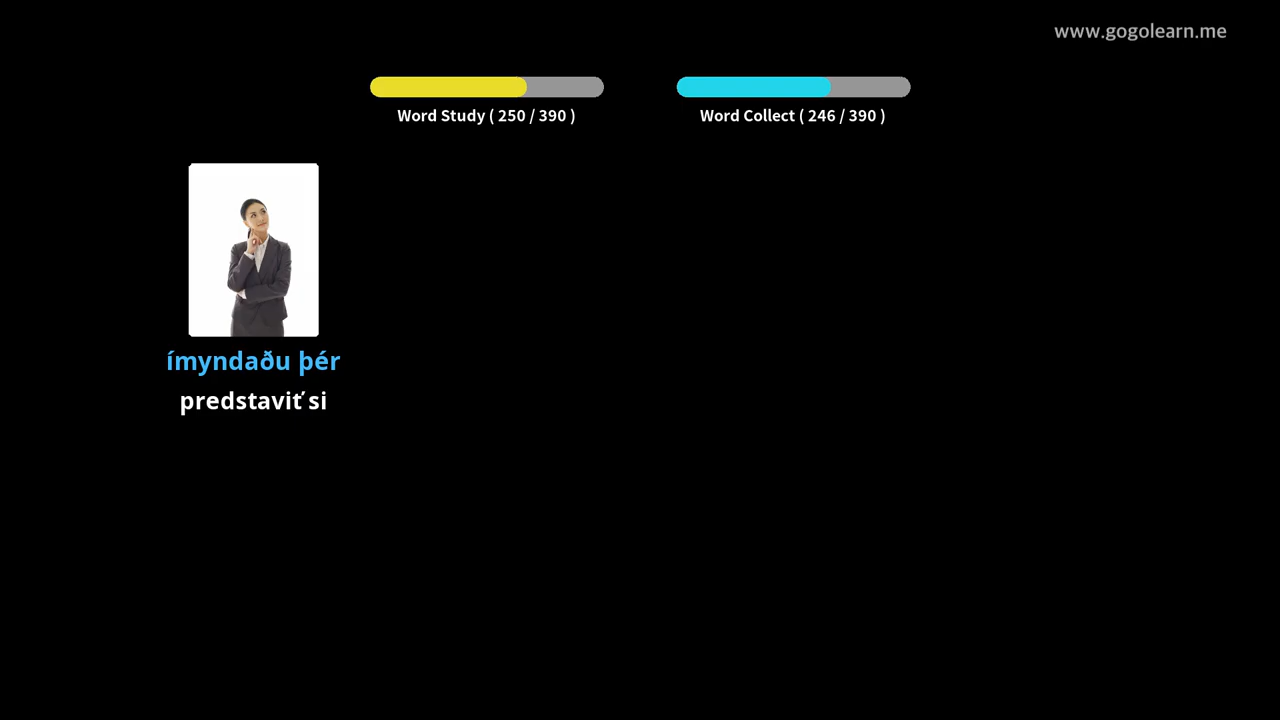 www.gogolearn.me
Word Study ( 250 / 390 )
Word Collect ( 246 / 390 )
ímyndaðu þér
predstaviť si